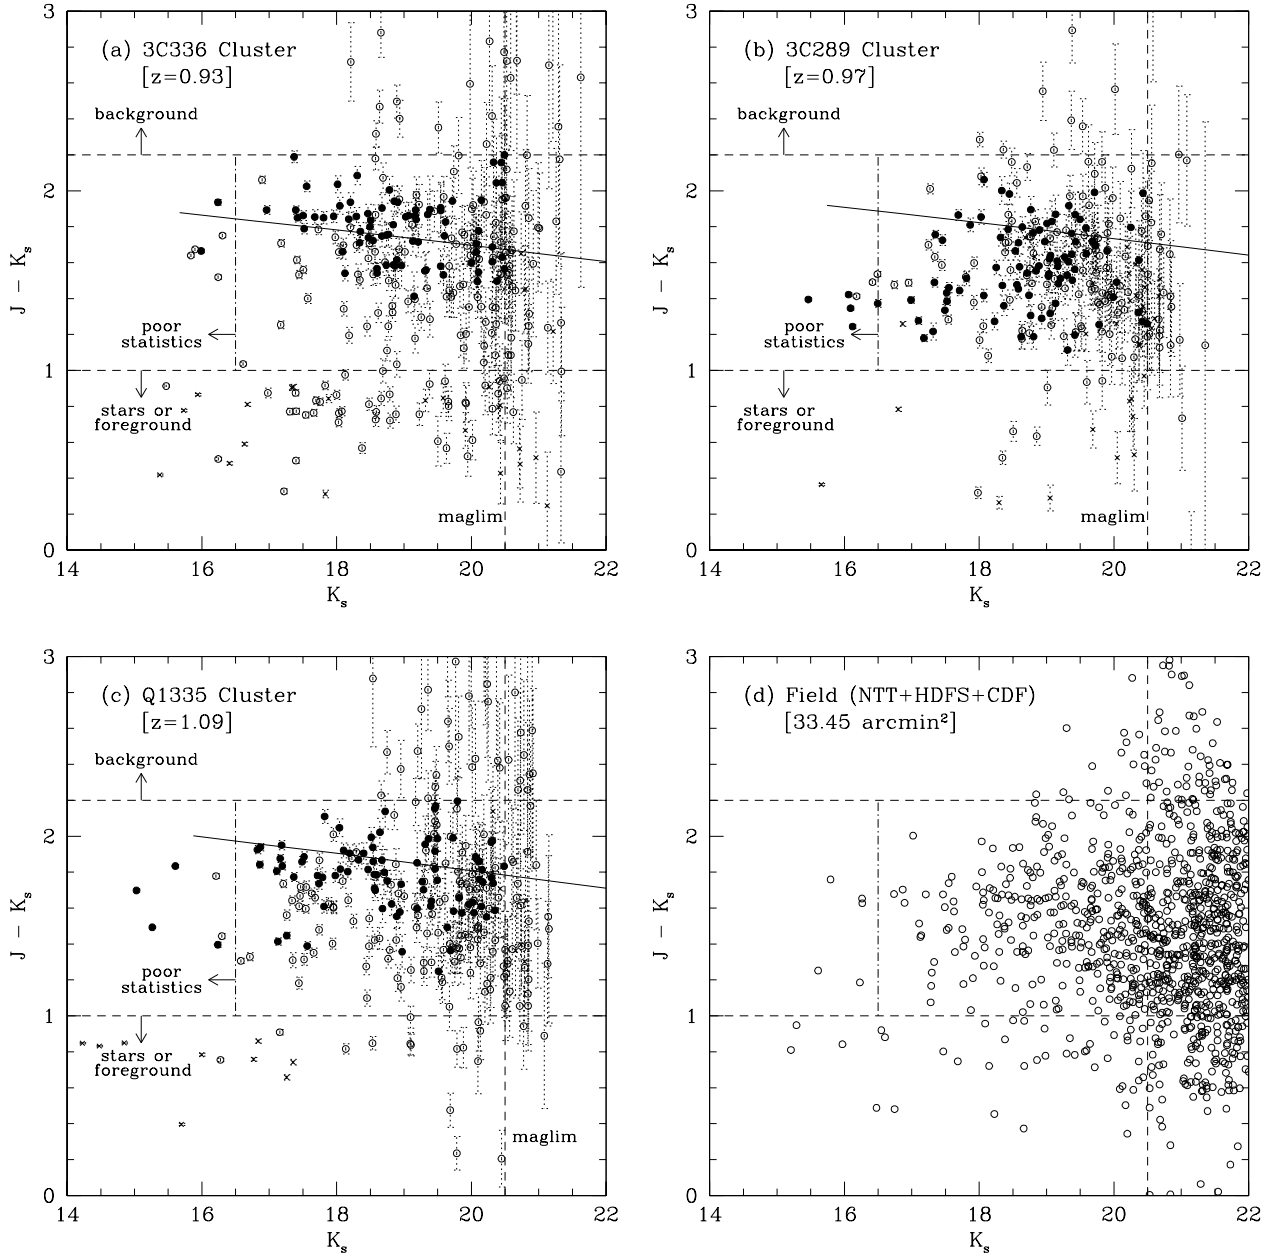 (a) 3C336 Cluster
[z=0.93]
background
poor
statistics
stars or
foreground
maglim
3
2
1
0
J − Kₛ
14 16 18 20 22
Kₛ
(b) 3C289 Cluster
[z=0.97]
background
poor
statistics
stars or
foreground
maglim
3
2
1
0
J − Kₛ
14 16 18 20 22
Kₛ
(c) Q1335 Cluster
[z=1.09]
background
poor
statistics
stars or
foreground
maglim
3
2
1
0
J − Kₛ
14 16 18 20 22
Kₛ
(d) Field (NTT+HDFS+CDF)
[33.45 arcmin²]
3
2
1
0
J − Kₛ
14 16 18 20 22
Kₛ